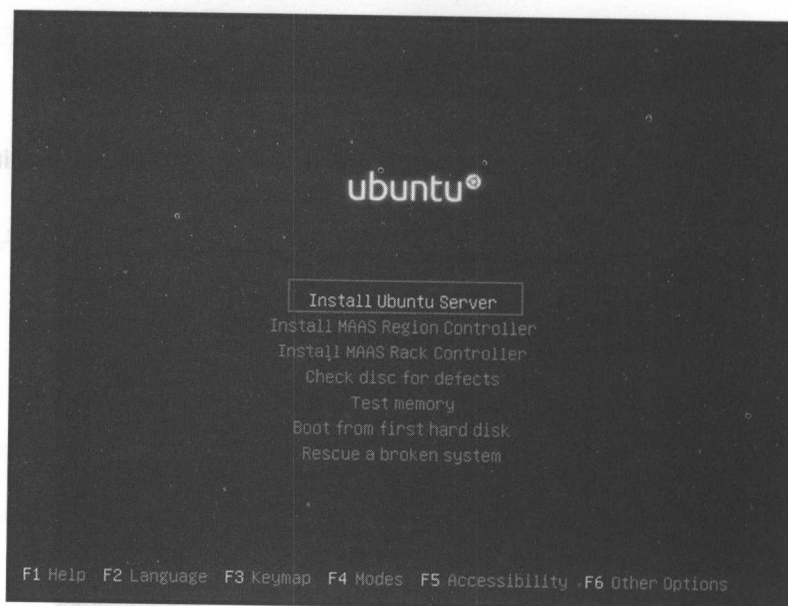 ubuntu
Install Ubuntu Server
Install MAAS Region Controller
Install MAAS Rack Controller
Check disc for defects
Test memory
Boot from first hard disk
Rescue a broken system
F1 Help F2 Language F3 Keymap F4 Modes F5 Accessibility F6 Other Options